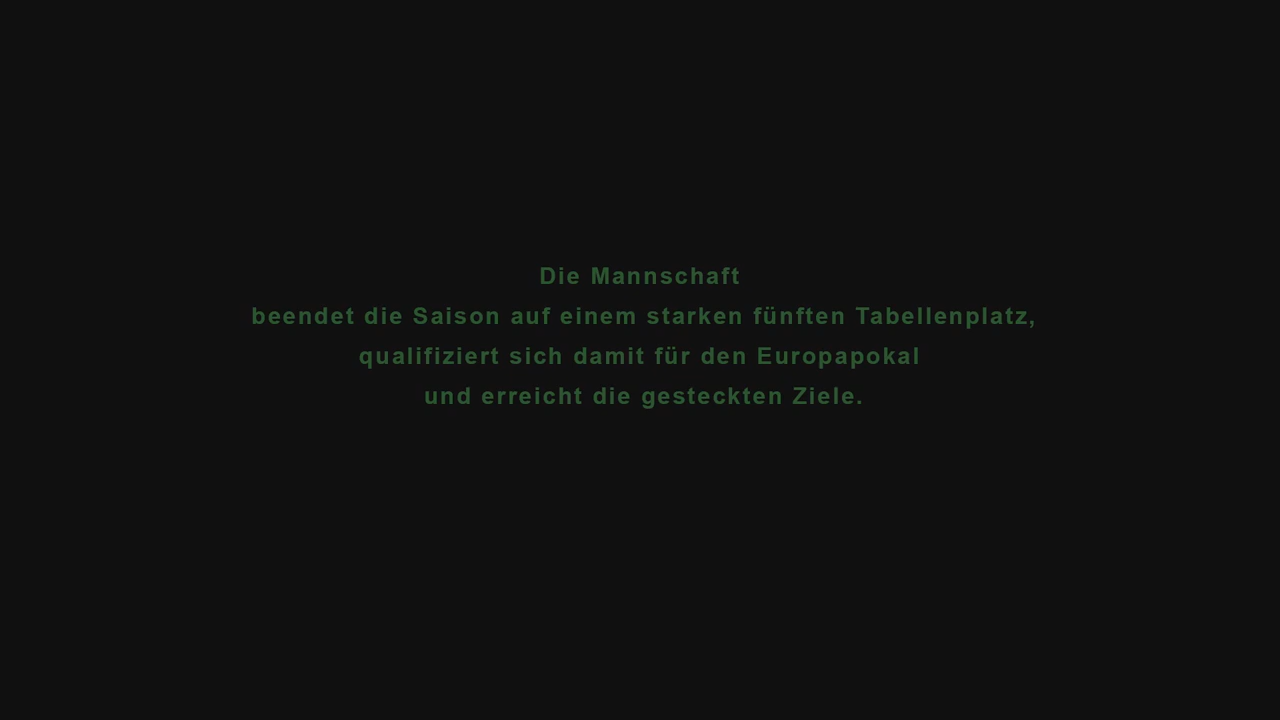 Die Mannschaft
beendet die Saison auf einem starken fünften Tabellenplatz,
qualifiziert sich damit für den Europapokal
und erreicht die gesteckten Ziele.